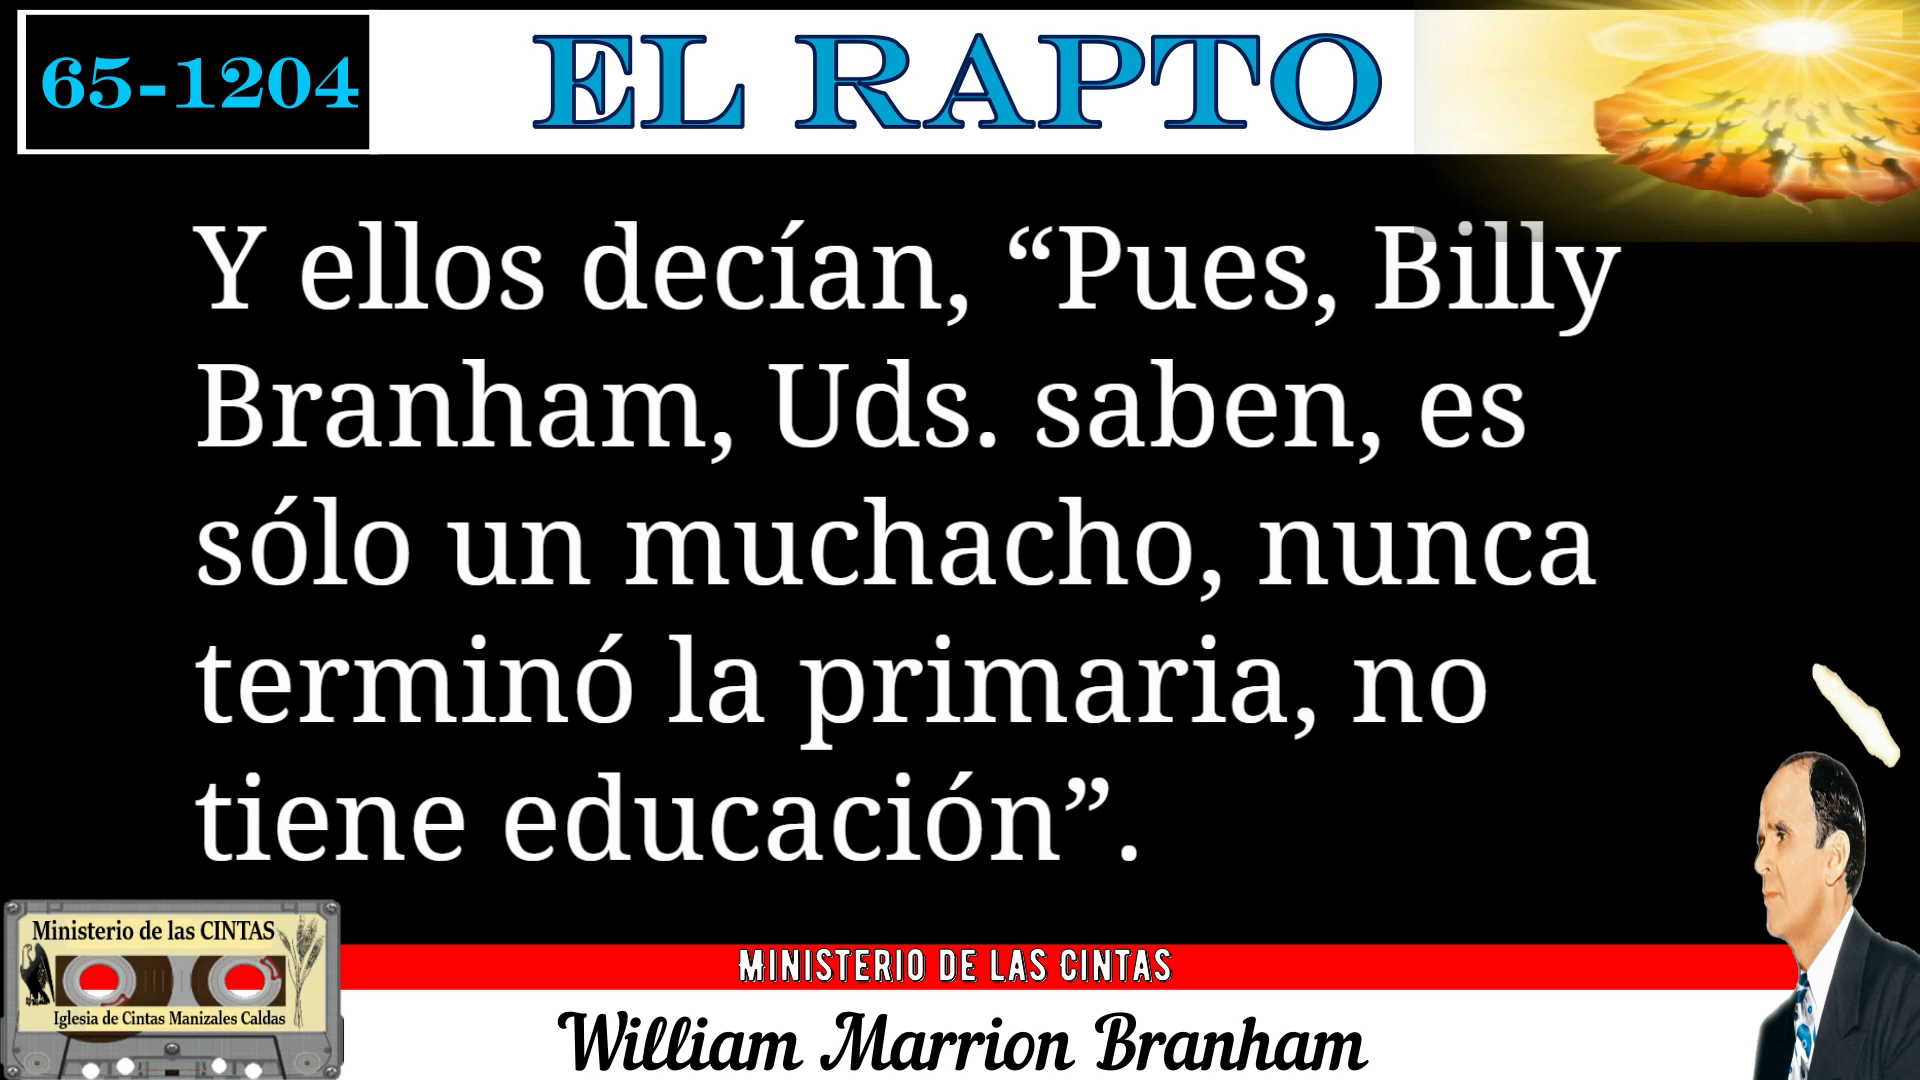 65-1204
EL RAPTO
Y ellos decían, “Pues, Billy
Branham, Uds. saben, es
sólo un muchacho, nunca
terminó la primaria, no
tiene educación”.
Ministerio de las CINTAS
Iglesia de Cintas Manizales Caldas
MINISTERIO DE LAS CINTAS
William Marrion Branham